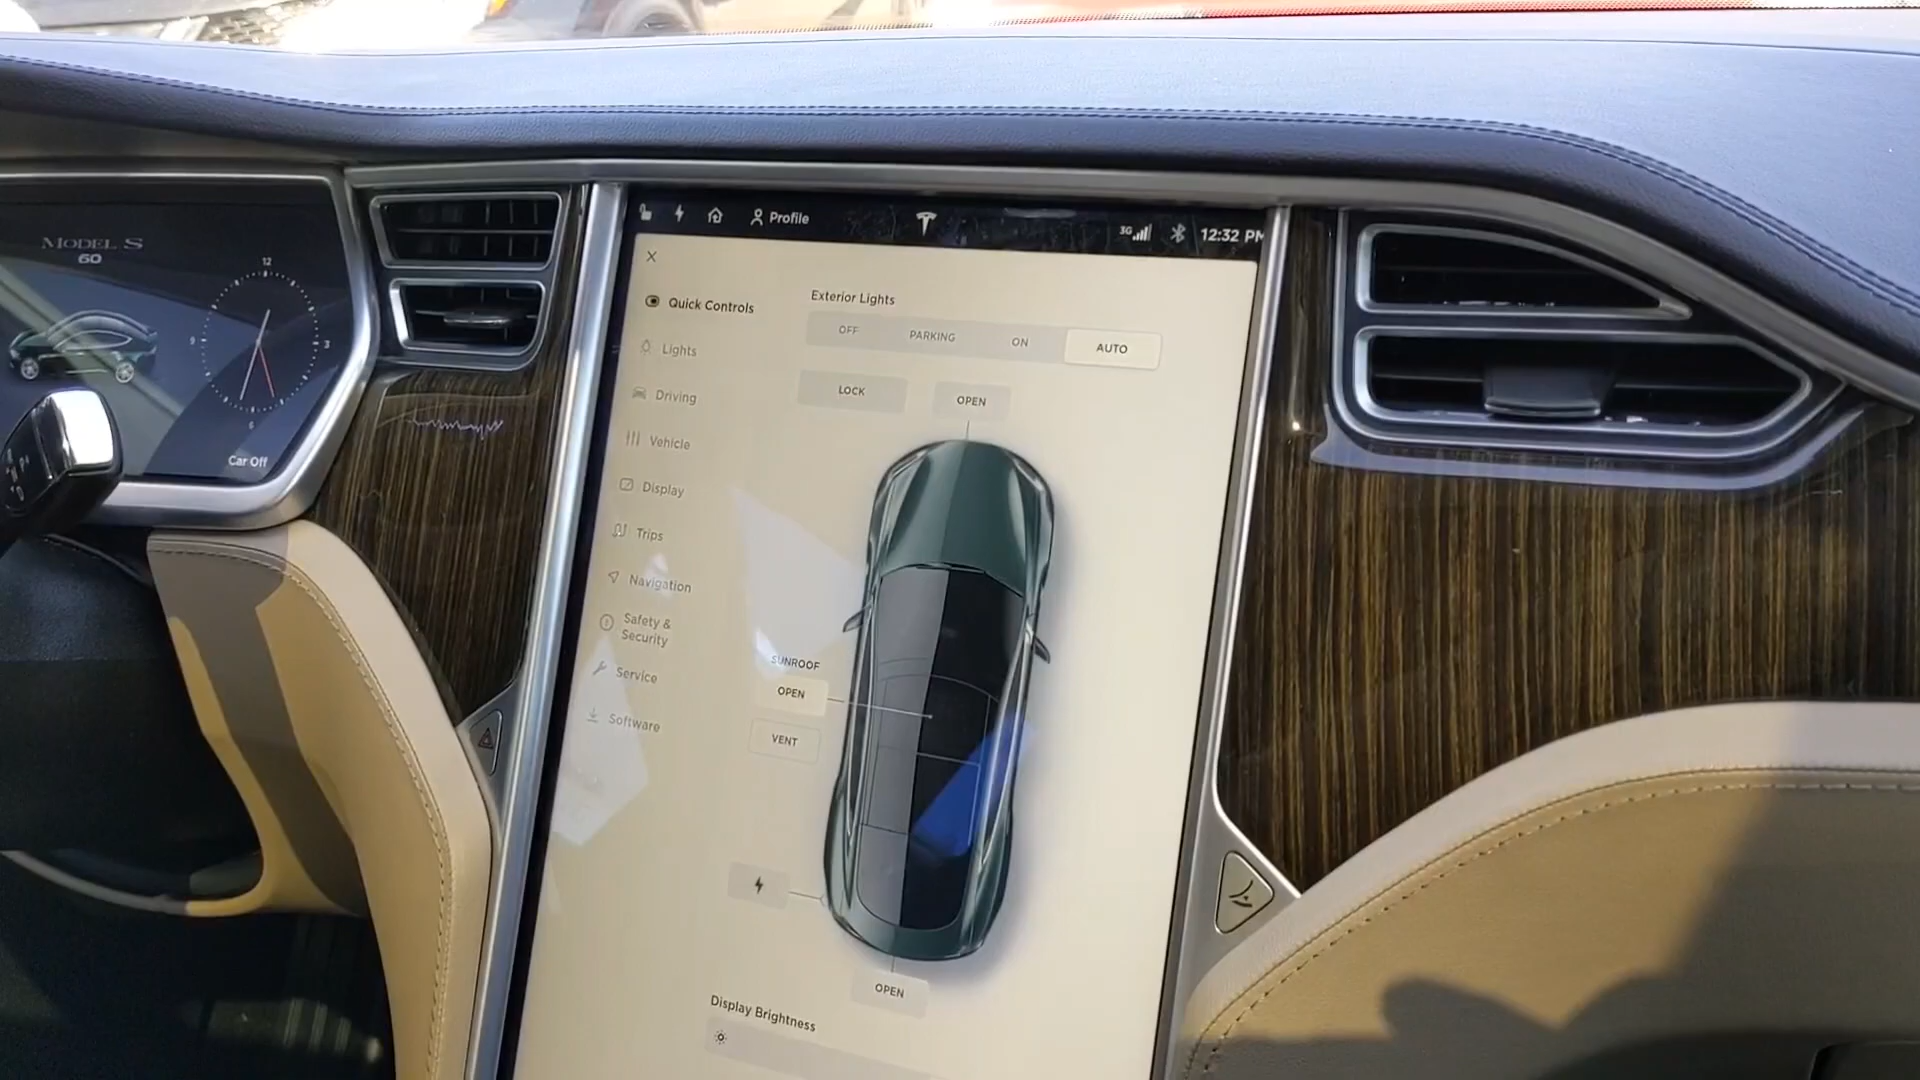 MODEL S
60
12
3
6
9
Car Off
Profile
3G
12:32 PM
Quick Controls
Lights
Driving
Vehicle
Display
Trips
Navigation
Safety &
Security
Service
Software
Exterior Lights
OFF
PARKING
ON
AUTO
LOCK
OPEN
SUNROOF
OPEN
VENT
OPEN
Display Brightness